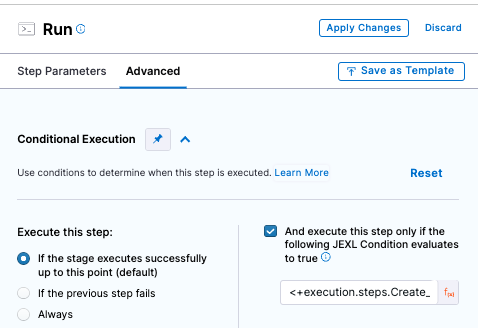 Run
Apply Changes
Discard
Step Parameters
Advanced
Save as Template
Conditional Execution
Use conditions to determine when this step is executed. Learn More
Reset
Execute this step:
If the stage executes successfully
up to this point (default)
If the previous step fails
Always
And execute this step only if the
following JEXL Condition evaluates
to true
<+execution.steps.Create_
f(x)